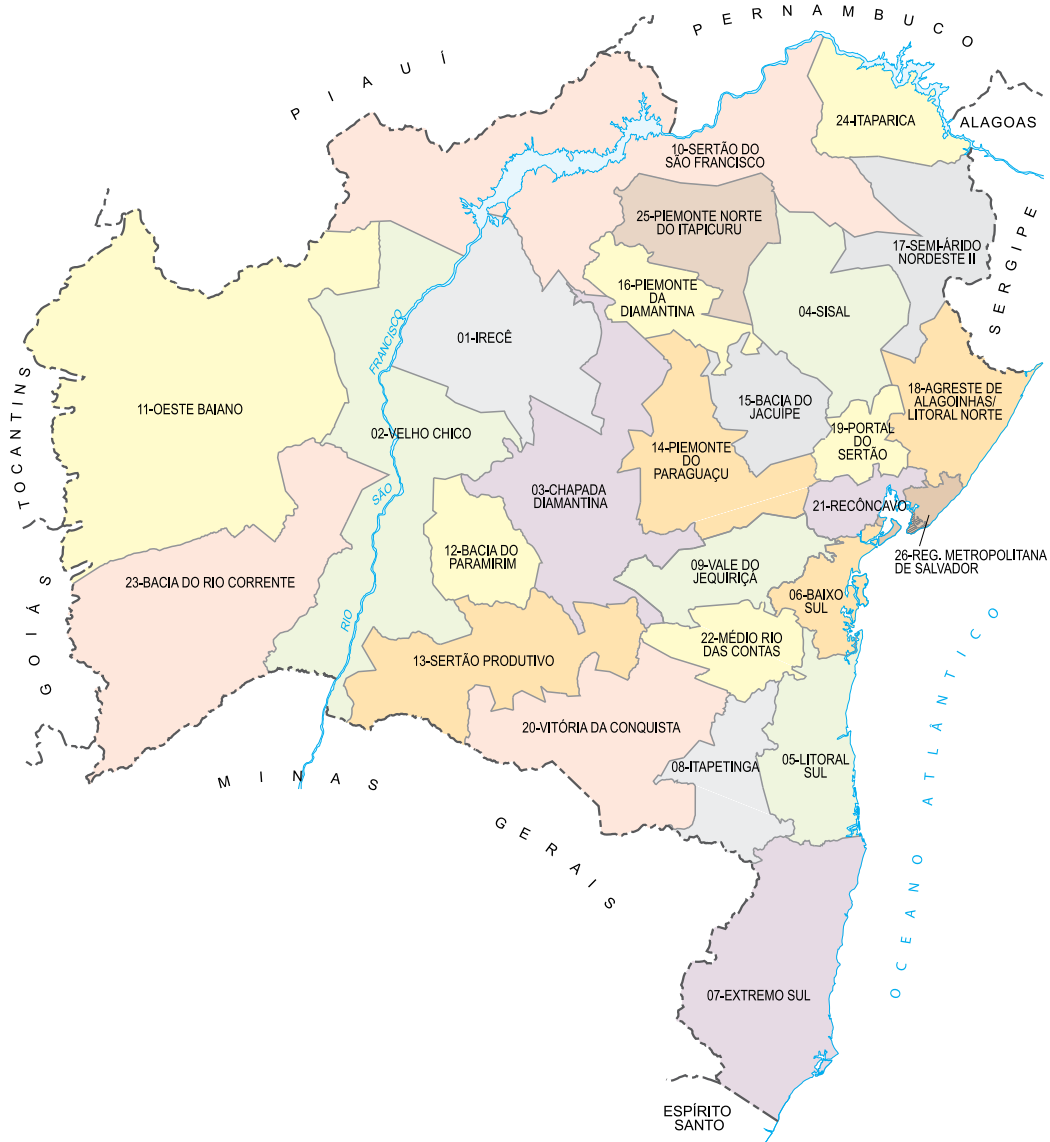 PERNAMBUCO
PIAUÍ
ALAGOAS
24-ITAPARICA
10-SERTÃO DO
SÃO FRANCISCO
25-PIEMONTE NORTE
DO ITAPICURU
17-SEMI-ÁRIDO
NORDESTE II
SERGIPE
16-PIEMONTE
DA
DIAMANTINA
04-SISAL
01-IRECÊ
RIO SÃO FRANCISCO
11-OESTE BAIANO
TOCANTINS
18-AGRESTE DE
ALAGOINHAS/
LITORAL NORTE
15-BACIA DO
JACUÍPE
02-VELHO CHICO
19-PORTAL
DO
SERTÃO
14-PIEMONTE
DO
PARAGUAÇU
03-CHAPADA
DIAMANTINA
21-RECÔNCAVO
26-REG. METROPOLITANA
DE SALVADOR
12-BACIA DO
PARAMIRIM
09-VALE DO
JEQUIRIÇÁ
23-BACIA DO RIO CORRENTE
06-BAIXO
SUL
GOIÁS
22-MÉDIO RIO
DAS CONTAS
13-SERTÃO PRODUTIVO
20-VITÓRIA DA CONQUISTA
08-ITAPETINGA
05-LITORAL
SUL
MINAS GERAIS
OCEANO ATLÂNTICO
07-EXTREMO SUL
ESPÍRITO
SANTO